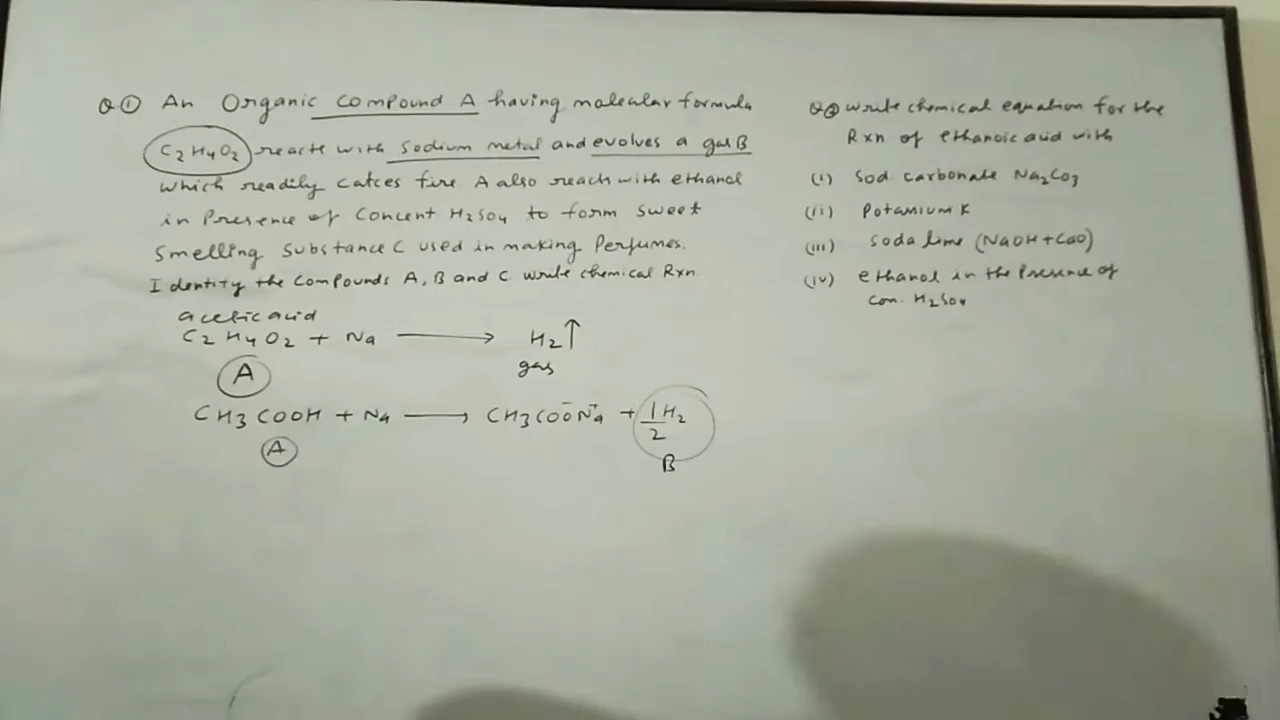 Q① An Organic Compound A having molecular formula
C2H4O2 reacts with Sodium metal and evolves a gas B
which readily catces fire A also reach with ethanol
in Presence of Concent H2SO4 to form sweet
Smelling Substance C used in making Perfumes.
Identity the Compounds A, B and C write chemical Rxn
acetic acid
C2H4O2 + Na ⟶ H2↑
A gas
CH3COOH + Na ⟶ CH3COO⁻Na⁺ + 1/2 H2
A B
Q② write chemical equation for the
Rxn of ethanoic acid with
(i) Sod carbonate Na2CO3
(ii) Potassium K
(iii) Soda lime (NaOH + CaO)
(iv) ethanol in the Presence of
con. H2SO4